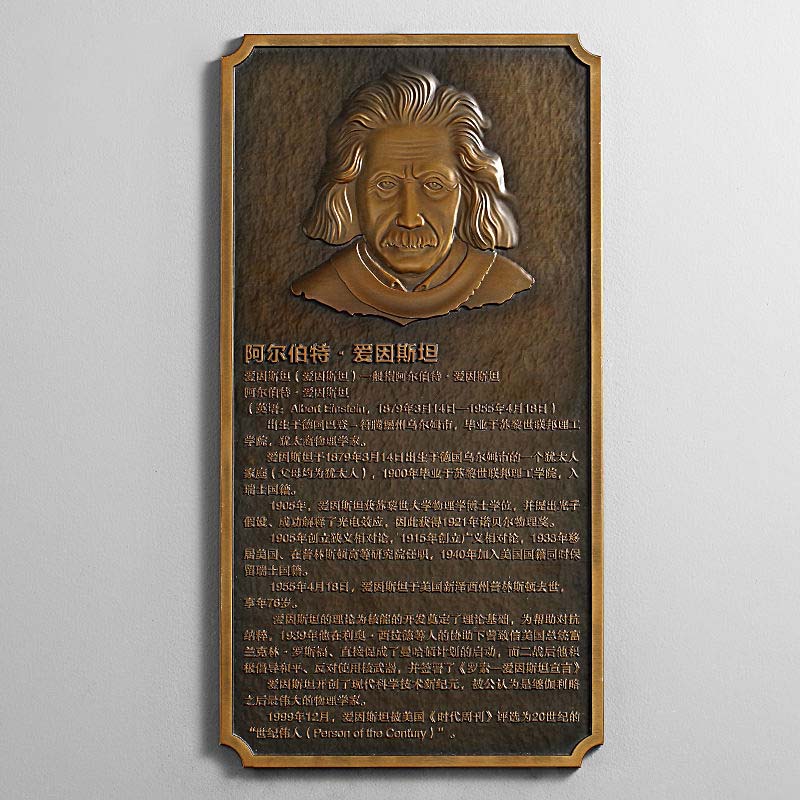 阿尔伯特·爱因斯坦
爱因斯坦(爱因斯坦)一般指阿尔伯特·爱因斯坦
阿尔伯特·爱因斯坦
(英语:Albert Einstein,1879年3月14日—1955年4月18日)
出生于德国巴登—符腾堡州乌尔姆市,毕业于苏黎世联邦理工
学院,犹太裔物理学家。
爱因斯坦于1879年3月14日出生于德国乌尔姆市的一个犹太人
家庭(父母均为犹太人),1900年毕业于苏黎世联邦理工学院,入
瑞士国籍。
1905年,爱因斯坦获苏黎世大学物理学博士学位,并提出光子
假设、成功解释了光电效应,因此获得1921年诺贝尔物理奖。
1905年创立狭义相对论,1915年创立广义相对论,1933年移
居美国、在普林斯顿高等研究院任职,1940年加入美国国籍同时保
留瑞士国籍。
1955年4月18日,爱因斯坦于美国新泽西州普林斯顿去世,
享年76岁。
爱因斯坦的理论为核能的开发奠定了理论基础,为帮助对抗
纳粹,1939年他在利奥·西拉德等人的协助下曾致信美国总统富
兰克林·罗斯福、直接促成了曼哈顿计划的启动,而二战后他积
极倡导和平、反对使用核武器,并签署了《罗素—爱因斯坦宣言》
爱因斯坦开创了现代科学技术新纪元,被公认为是继伽利略
之后最伟大的物理学家。
1999年12月,爱因斯坦被美国《时代周刊》评选为20世纪的
“世纪伟人(Person of the Century)”。